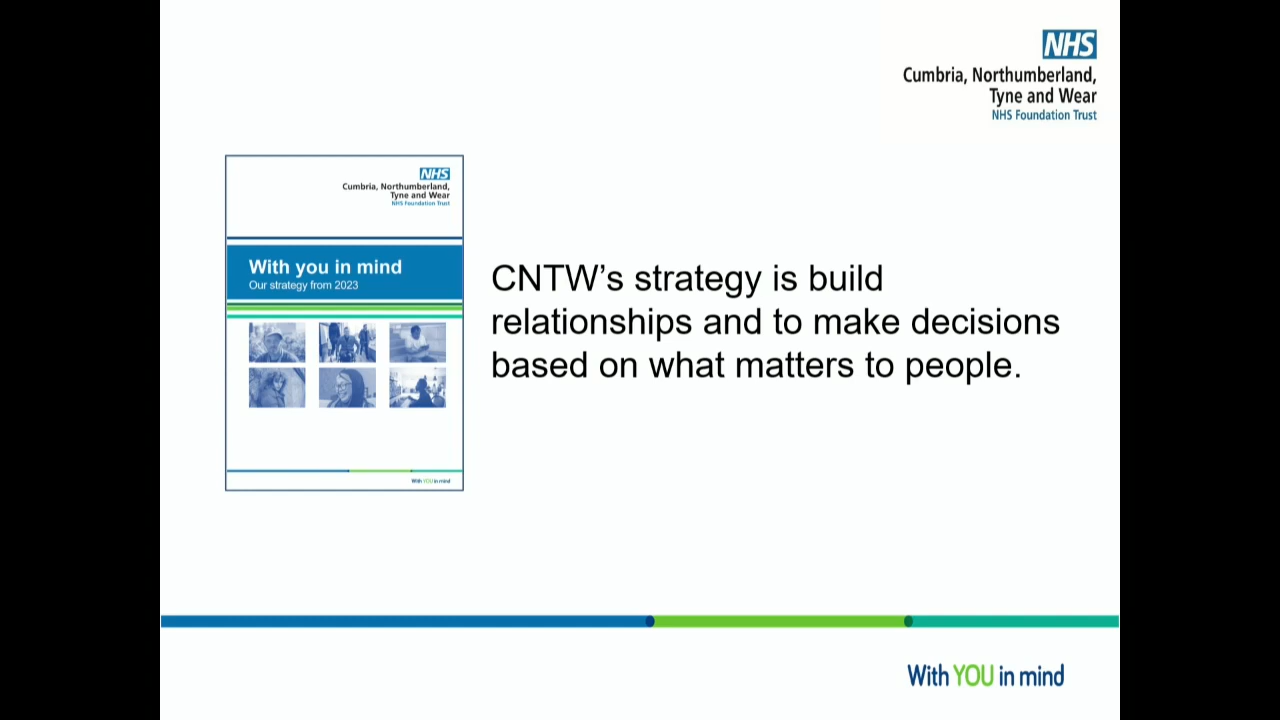 NHS
Cumbria, Northumberland,
Tyne and Wear
NHS Foundation Trust
NHS
Cumbria, Northumberland,
Tyne and Wear
NHS Foundation Trust
With you in mind
Our strategy from 2023
With YOU in mind
CNTW’s strategy is build
relationships and to make decisions
based on what matters to people.
With YOU in mind